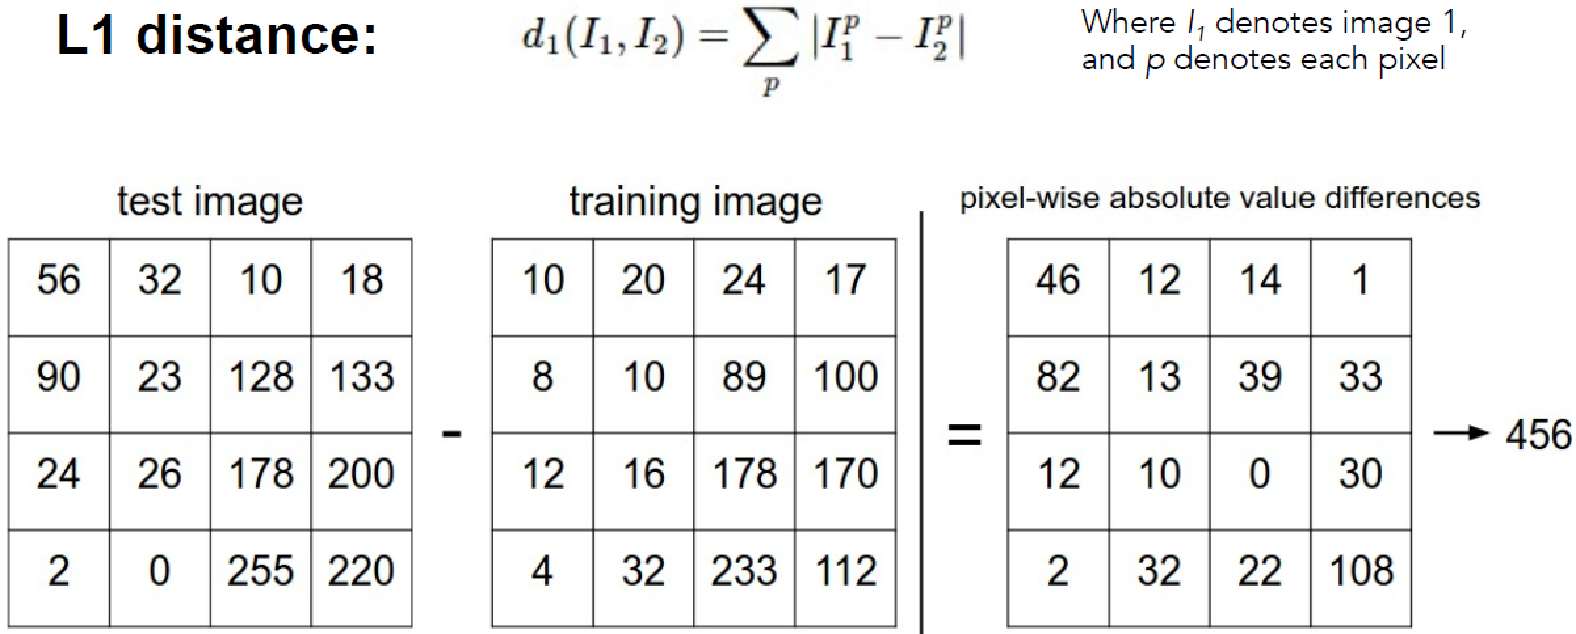 L1 distance:
d₁(I₁, I₂) = ∑ₚ |I₁ᵖ − I₂ᵖ|
Where I₁ denotes image 1,
and p denotes each pixel
test image
56 32 10 18
90 23 128 133
24 26 178 200
2 0 255 220
-
training image
10 20 24 17
8 10 89 100
12 16 178 170
4 32 233 112
=
pixel-wise absolute value differences
46 12 14 1
82 13 39 33
12 10 0 30
2 32 22 108
→ 456